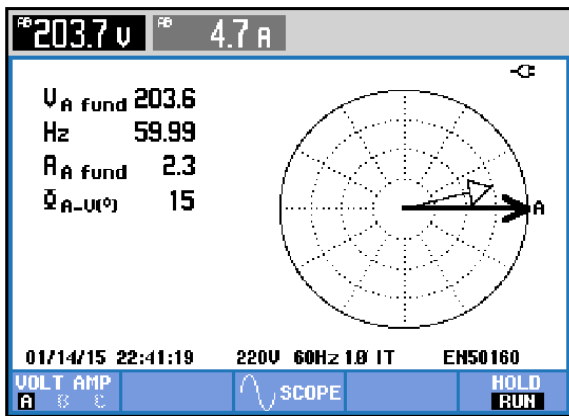 AB 203.7 V AB 4.7 A
V A fund 203.6
Hz 59.99
A A fund 2.3
Φ A-V(°) 15
A
01/14/15 22:41:19 220V 60Hz 1Ø IT EN50160
VOLT AMP SCOPE HOLD
A B C RUN